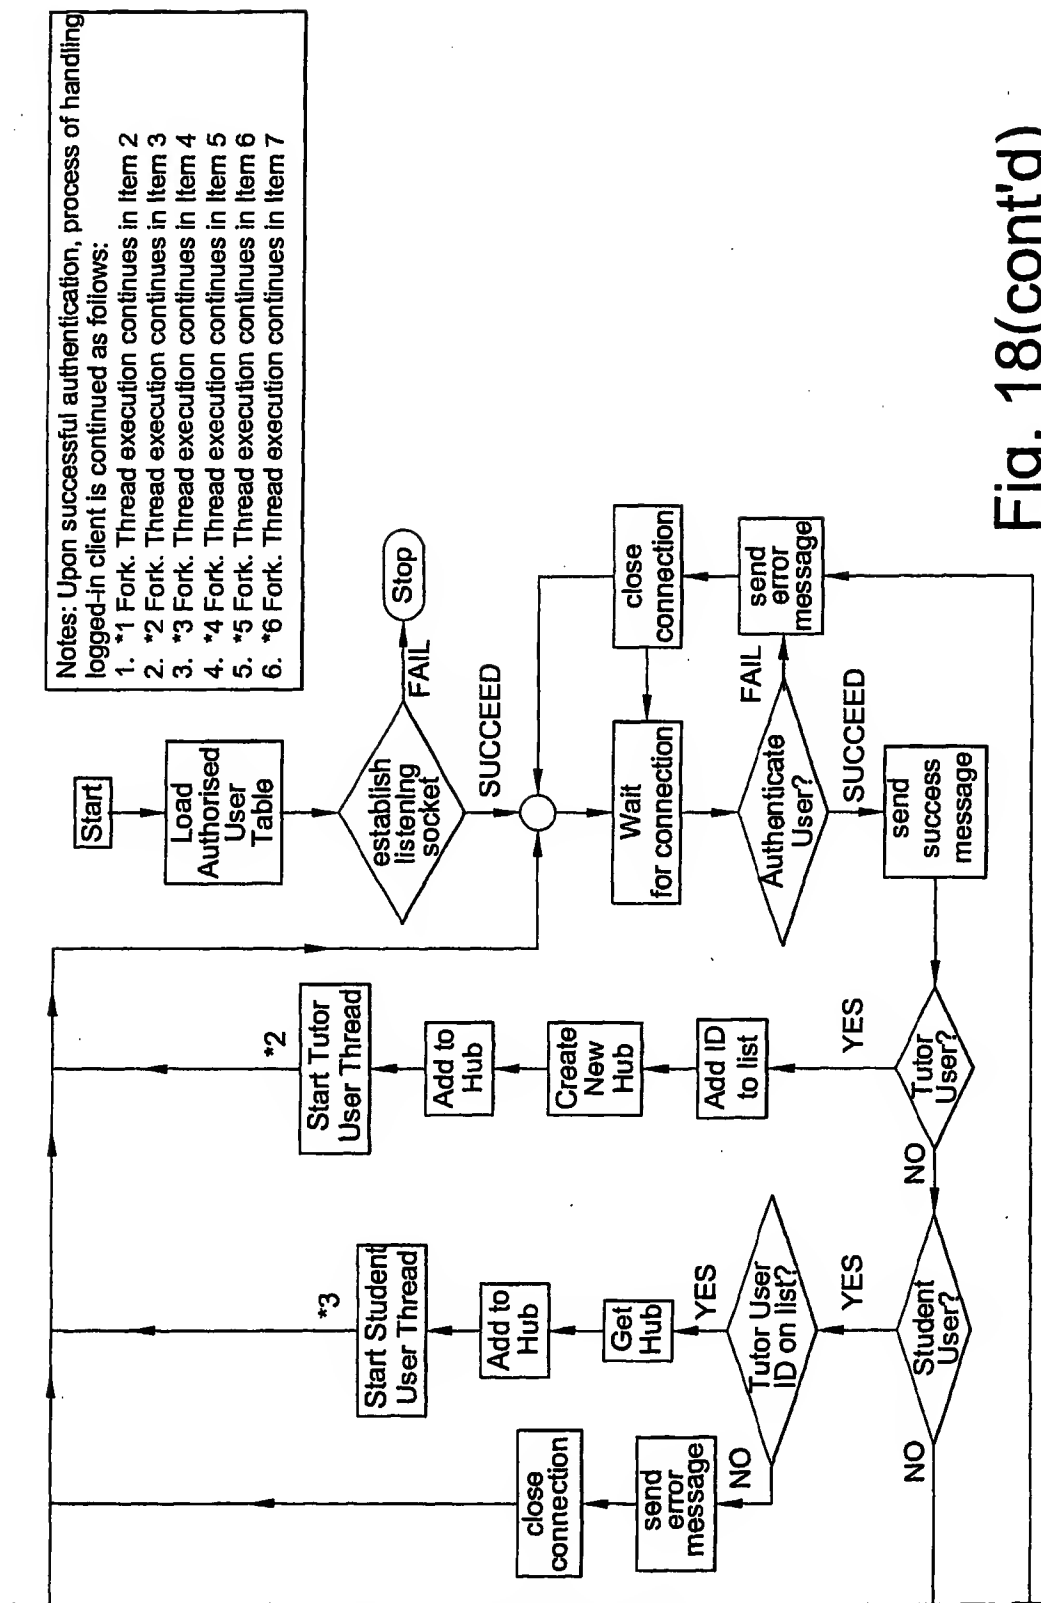 Notes: Upon successful authentication, process of handling
logged-in client is continued as follows:
1. *1 Fork. Thread execution continues in Item 2
2. *2 Fork. Thread execution continues in Item 3
3. *3 Fork. Thread execution continues in Item 4
4. *4 Fork. Thread execution continues in Item 5
5. *5 Fork. Thread execution continues in Item 6
6. *6 Fork. Thread execution continues in Item 7
Start
Load
Authorised
User
Table
establish
listening
socket
FAIL
Stop
SUCCEED
Wait
for connection
close
connection
Authenticate
User?
FAIL
send
error
message
SUCCEED
send
success
message
Tutor
User?
YES
Add ID
to list
Create
New
Hub
Add to
Hub
Start Tutor
User Thread
*2
NO
Student
User?
YES
Tutor User
ID on list?
YES
Get
Hub
Add to
Hub
Start Student
User Thread
*3
NO
send
error
message
close
connection
NO
Fig. 18(cont'd)